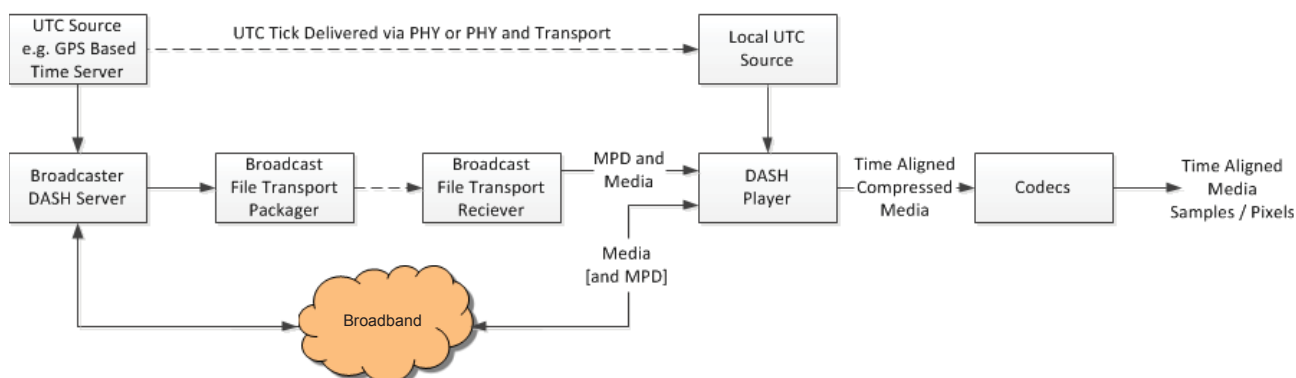 UTC Source
e.g. GPS Based
Time Server
UTC Tick Delivered via PHY or PHY and Transport
Local UTC
Source
Broadcaster
DASH Server
Broadcast
File Transport
Packager
Broadcast
File Transport
Reciever
MPD and
Media
DASH
Player
Time Aligned
Compressed
Media
Codecs
Time Aligned
Media
Samples / Pixels
Media
[and MPD]
Broadband